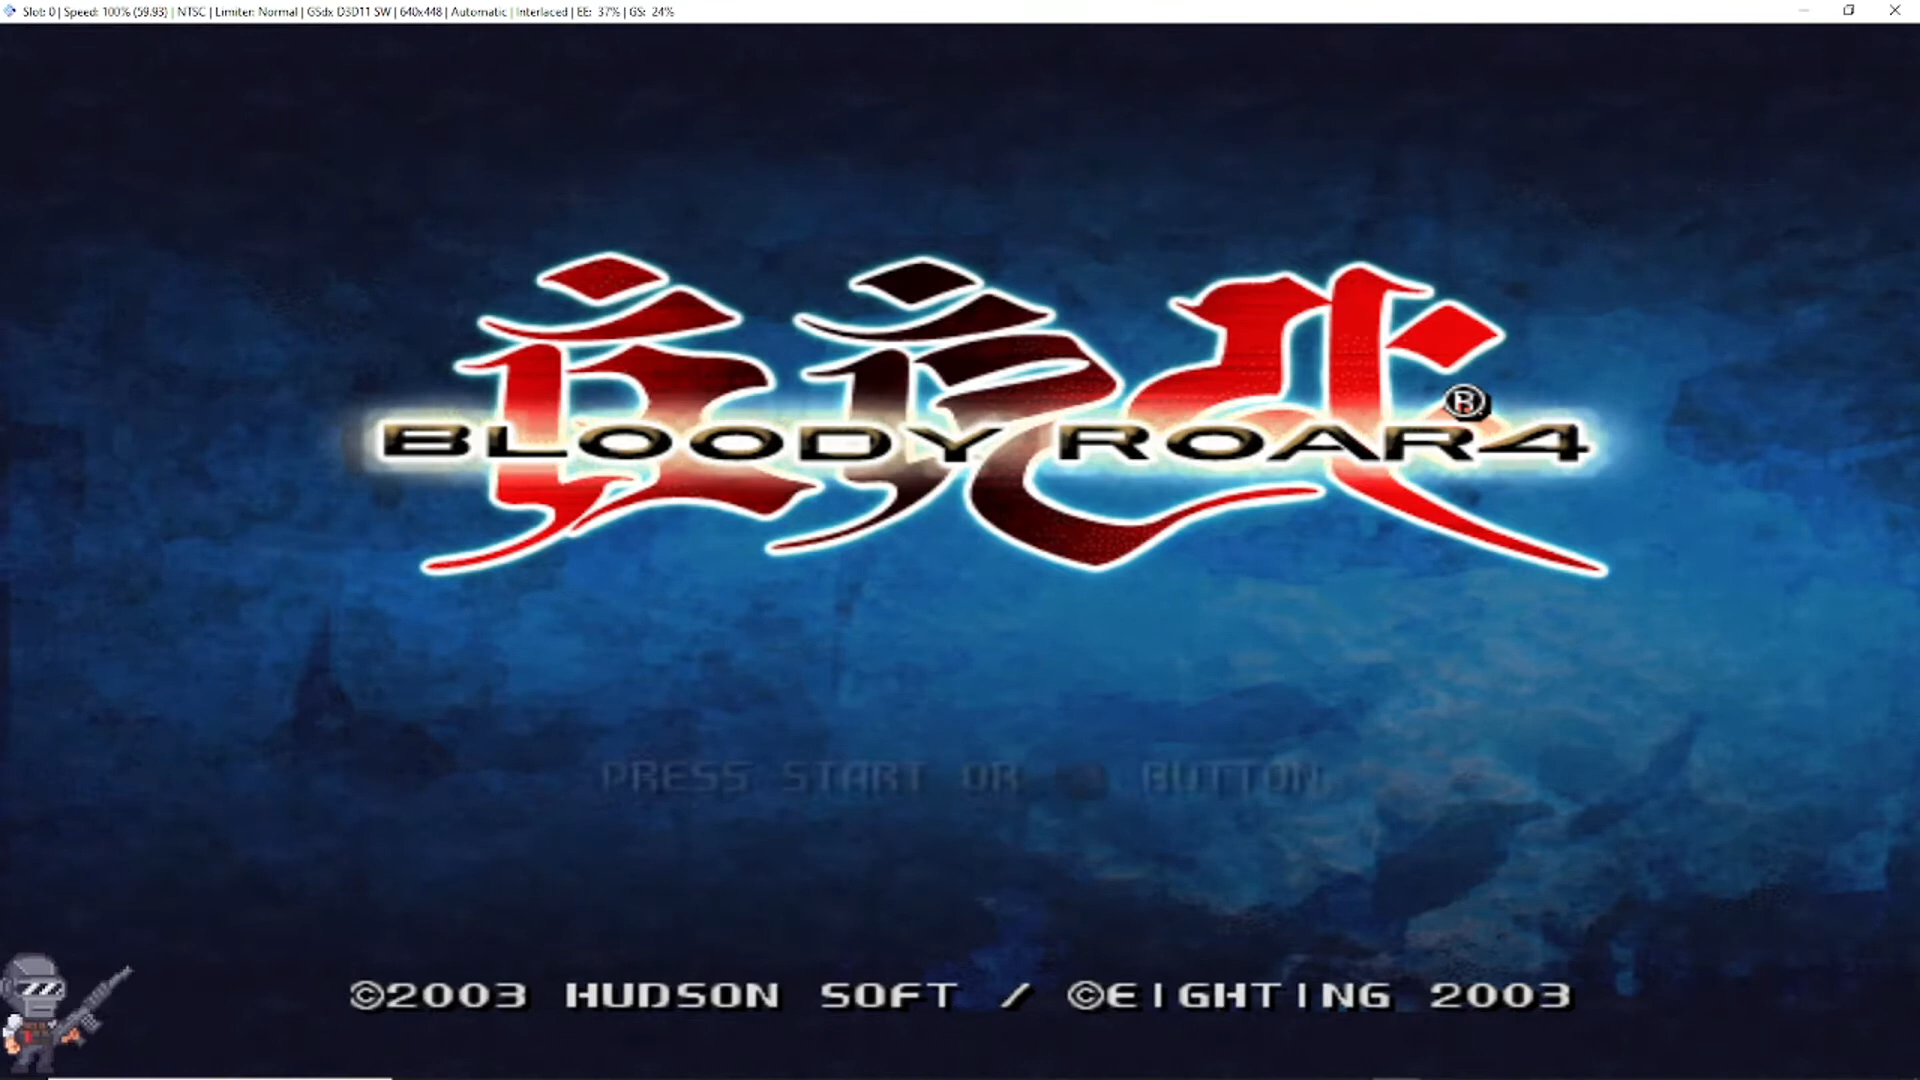 Slot: 0 | Speed: 100% (59.93) | NTSC | Limiter: Normal | GSdx D3D11 SW | 640x448 | Automatic | Interlaced | EE: 37% | GS: 24%
BLOODY ROAR4
®
PRESS START OR BUTTON
©2003 HUDSON SOFT / ©EIGHTING 2003